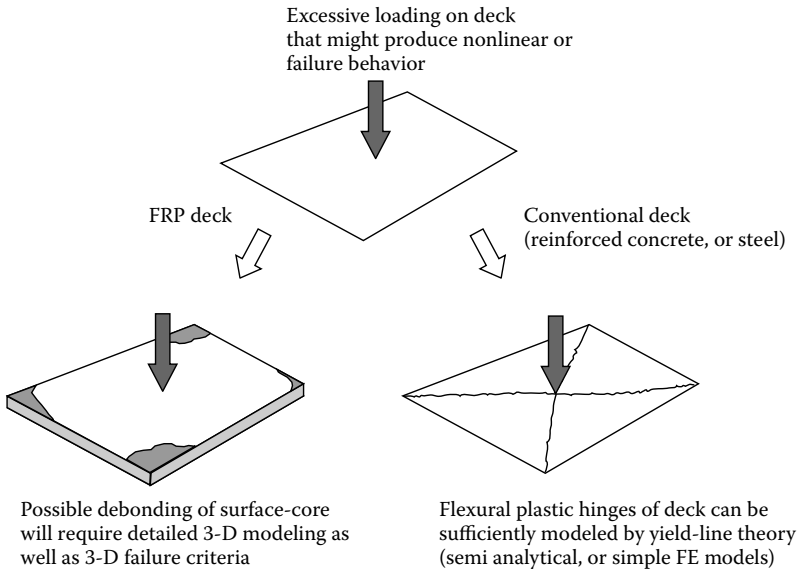 Excessive loading on deck
that might produce nonlinear or
failure behavior
FRP deck
Conventional deck
(reinforced concrete, or steel)
Possible debonding of surface-core
will require detailed 3-D modeling as
well as 3-D failure criteria
Flexural plastic hinges of deck can be
sufficiently modeled by yield-line theory
(semi analytical, or simple FE models)